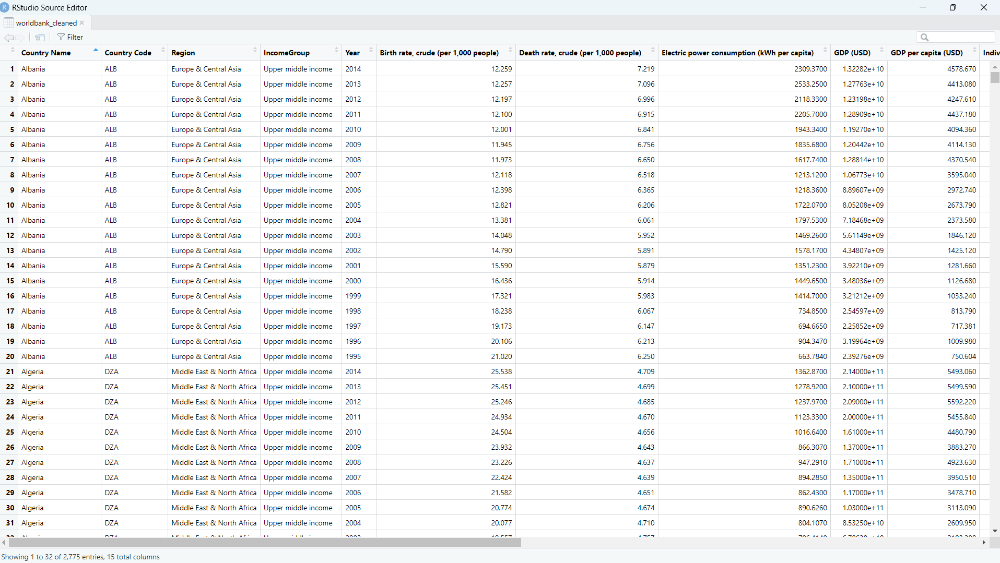 RStudio Source Editor
worldbank_cleaned
Filter
Country Name Country Code Region IncomeGroup Year Birth rate, crude (per 1,000 people) Death rate, crude (per 1,000 people) Electric power consumption (kWh per capita) GDP (USD) GDP per capita (USD) Indiv
1 Albania ALB Europe & Central Asia Upper middle income 2014 12.259 7.219 2309.3700 1.32282e+10 4578.670
2 Albania ALB Europe & Central Asia Upper middle income 2013 12.257 7.096 2533.2500 1.27763e+10 4413.080
3 Albania ALB Europe & Central Asia Upper middle income 2012 12.197 6.996 2118.3300 1.23198e+10 4247.610
4 Albania ALB Europe & Central Asia Upper middle income 2011 12.100 6.915 2205.7000 1.28909e+10 4437.180
5 Albania ALB Europe & Central Asia Upper middle income 2010 12.001 6.841 1943.3400 1.19270e+10 4094.360
6 Albania ALB Europe & Central Asia Upper middle income 2009 11.945 6.756 1835.6800 1.20442e+10 4114.130
7 Albania ALB Europe & Central Asia Upper middle income 2008 11.973 6.650 1617.7400 1.28814e+10 4370.540
8 Albania ALB Europe & Central Asia Upper middle income 2007 12.118 6.518 1213.1200 1.06773e+10 3595.040
9 Albania ALB Europe & Central Asia Upper middle income 2006 12.398 6.365 1218.3600 8.89607e+09 2972.740
10 Albania ALB Europe & Central Asia Upper middle income 2005 12.821 6.206 1722.0700 8.05208e+09 2673.790
11 Albania ALB Europe & Central Asia Upper middle income 2004 13.381 6.061 1797.5300 7.18468e+09 2373.580
12 Albania ALB Europe & Central Asia Upper middle income 2003 14.048 5.952 1469.2600 5.61149e+09 1846.120
13 Albania ALB Europe & Central Asia Upper middle income 2002 14.790 5.891 1578.1700 4.34807e+09 1425.120
14 Albania ALB Europe & Central Asia Upper middle income 2001 15.590 5.879 1351.2300 3.92210e+09 1281.660
15 Albania ALB Europe & Central Asia Upper middle income 2000 16.436 5.914 1449.6500 3.48036e+09 1126.680
16 Albania ALB Europe & Central Asia Upper middle income 1999 17.321 5.983 1414.7000 3.21212e+09 1033.240
17 Albania ALB Europe & Central Asia Upper middle income 1998 18.238 6.067 734.8500 2.54597e+09 813.790
18 Albania ALB Europe & Central Asia Upper middle income 1997 19.173 6.147 694.6650 2.25852e+09 717.381
19 Albania ALB Europe & Central Asia Upper middle income 1996 20.106 6.213 904.3470 3.19964e+09 1009.980
20 Albania ALB Europe & Central Asia Upper middle income 1995 21.020 6.250 663.7840 2.39276e+09 750.604
21 Algeria DZA Middle East & North Africa Upper middle income 2014 25.538 4.709 1362.8700 2.14000e+11 5493.060
22 Algeria DZA Middle East & North Africa Upper middle income 2013 25.451 4.699 1278.9200 2.10000e+11 5499.590
23 Algeria DZA Middle East & North Africa Upper middle income 2012 25.246 4.685 1237.9700 2.09000e+11 5592.220
24 Algeria DZA Middle East & North Africa Upper middle income 2011 24.934 4.670 1123.3300 2.00000e+11 5455.840
25 Algeria DZA Middle East & North Africa Upper middle income 2010 24.504 4.656 1016.6400 1.61000e+11 4480.790
26 Algeria DZA Middle East & North Africa Upper middle income 2009 23.932 4.643 866.3070 1.37000e+11 3883.270
27 Algeria DZA Middle East & North Africa Upper middle income 2008 23.226 4.637 947.2910 1.71000e+11 4923.630
28 Algeria DZA Middle East & North Africa Upper middle income 2007 22.424 4.639 894.2850 1.35000e+11 3950.510
29 Algeria DZA Middle East & North Africa Upper middle income 2006 21.582 4.651 862.4300 1.17000e+11 3478.710
30 Algeria DZA Middle East & North Africa Upper middle income 2005 20.774 4.674 890.6260 1.03000e+11 3113.090
31 Algeria DZA Middle East & North Africa Upper middle income 2004 20.077 4.710 804.1070 8.53250e+10 2609.950
Showing 1 to 32 of 2,775 entries, 15 total columns